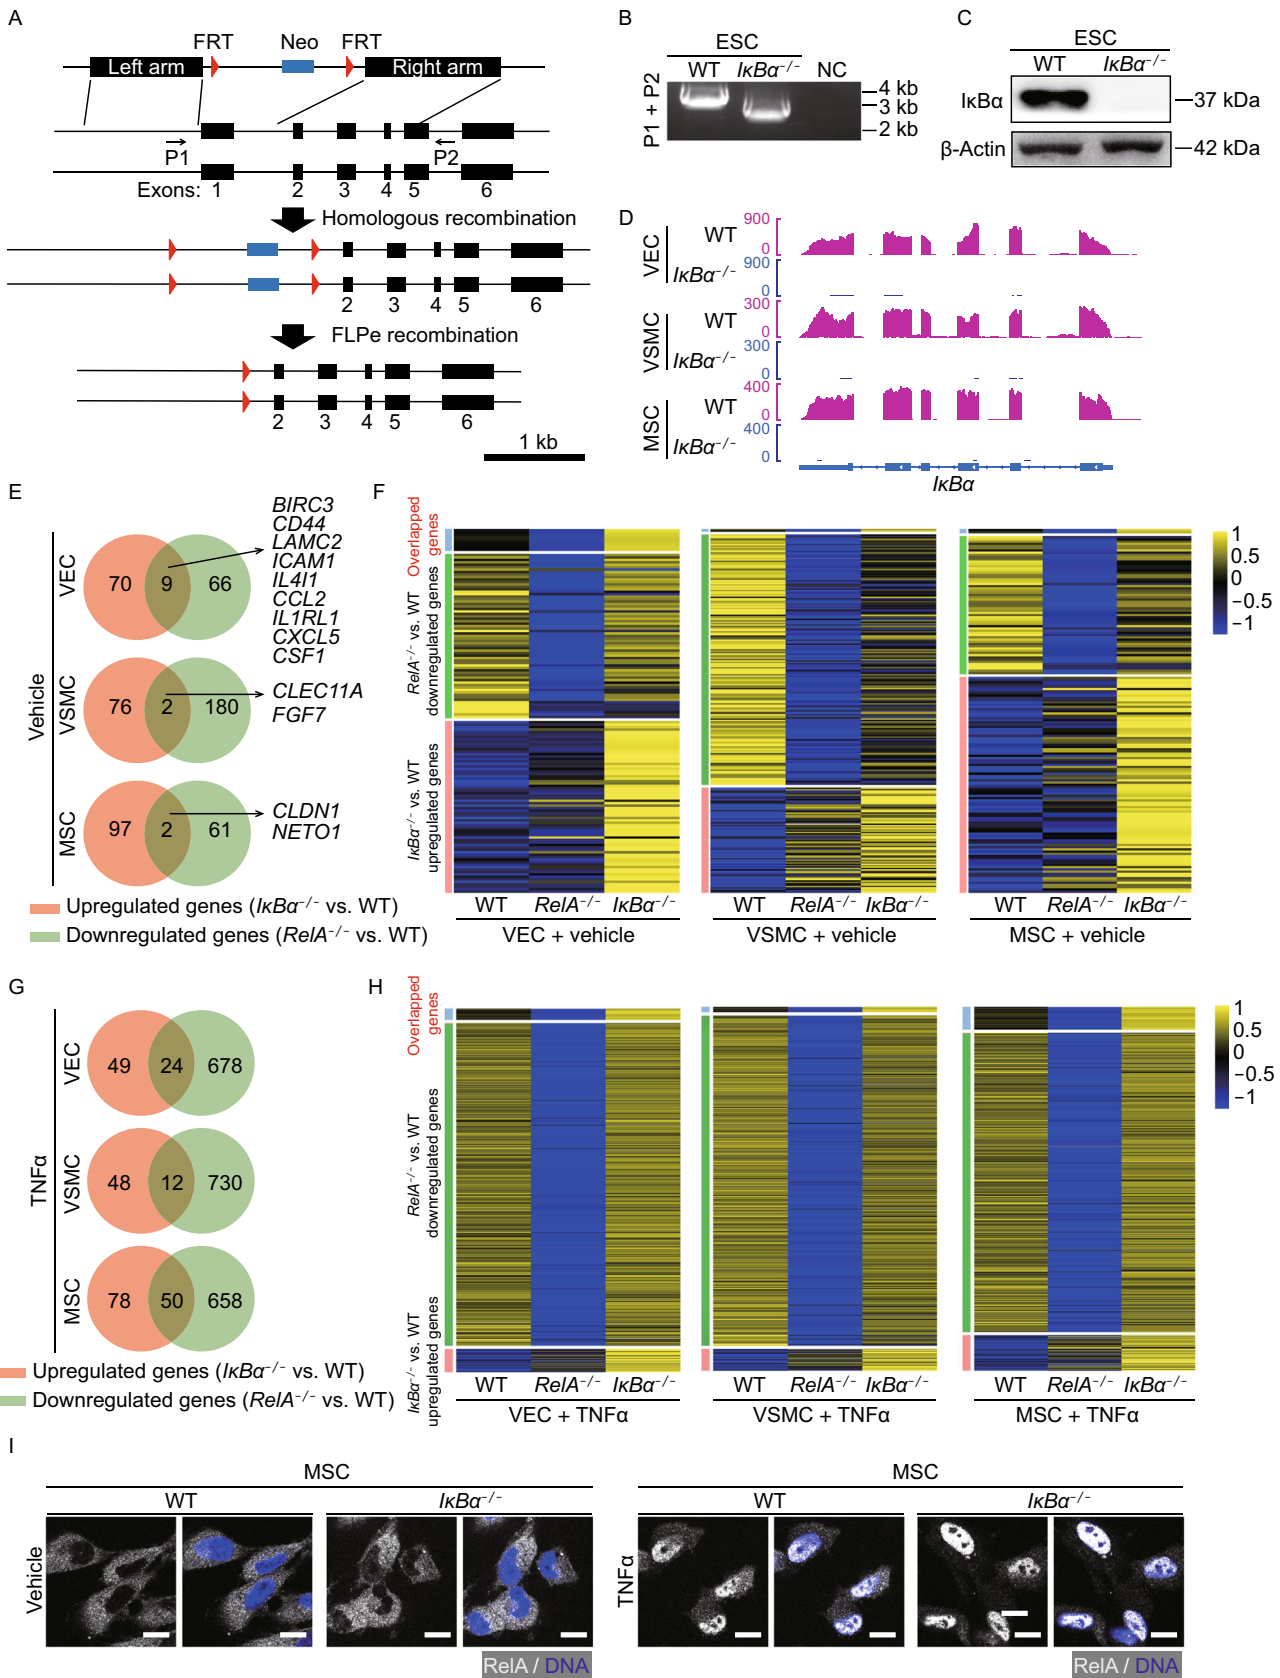 A
FRT Neo FRT
Left arm Right arm
P1 P2
Exons: 1 2 3 4 5 6
Homologous recombination
2 3 4 5 6
FLPe recombination
2 3 4 5 6
1 kb
B
ESC
WT IκBα⁻/⁻ NC
P1 + P2
4 kb
3 kb
2 kb
C
ESC
WT IκBα⁻/⁻
IκBα 37 kDa
β-Actin 42 kDa
D
VEC
WT 900 0
IκBα⁻/⁻ 900 0
VSMC
WT 300 0
IκBα⁻/⁻ 300 0
MSC
WT 400 0
IκBα⁻/⁻ 400 0
IκBα
E
Vehicle
VEC
70 9 66
BIRC3
CD44
LAMC2
ICAM1
IL4I1
CCL2
IL1RL1
CXCL5
CSF1
VSMC
76 2 180
CLEC11A
FGF7
MSC
97 2 61
CLDN1
NETO1
Upregulated genes (IκBα⁻/⁻ vs. WT)
Downregulated genes (RelA⁻/⁻ vs. WT)
F
Overlapped genes
RelA⁻/⁻ vs. WT downregulated genes
IκBα⁻/⁻ vs. WT upregulated genes
WT RelA⁻/⁻ IκBα⁻/⁻
VEC + vehicle
WT RelA⁻/⁻ IκBα⁻/⁻
VSMC + vehicle
WT RelA⁻/⁻ IκBα⁻/⁻
MSC + vehicle
1
0.5
0
−0.5
−1
G
TNFα
VEC
49 24 678
VSMC
48 12 730
MSC
78 50 658
Upregulated genes (IκBα⁻/⁻ vs. WT)
Downregulated genes (RelA⁻/⁻ vs. WT)
H
Overlapped genes
RelA⁻/⁻ vs. WT downregulated genes
IκBα⁻/⁻ vs. WT upregulated genes
WT RelA⁻/⁻ IκBα⁻/⁻
VEC + TNFα
WT RelA⁻/⁻ IκBα⁻/⁻
VSMC + TNFα
WT RelA⁻/⁻ IκBα⁻/⁻
MSC + TNFα
1
0.5
0
−0.5
−1
I
MSC
WT IκBα⁻/⁻
Vehicle
RelA / DNA
MSC
WT IκBα⁻/⁻
TNFα
RelA / DNA